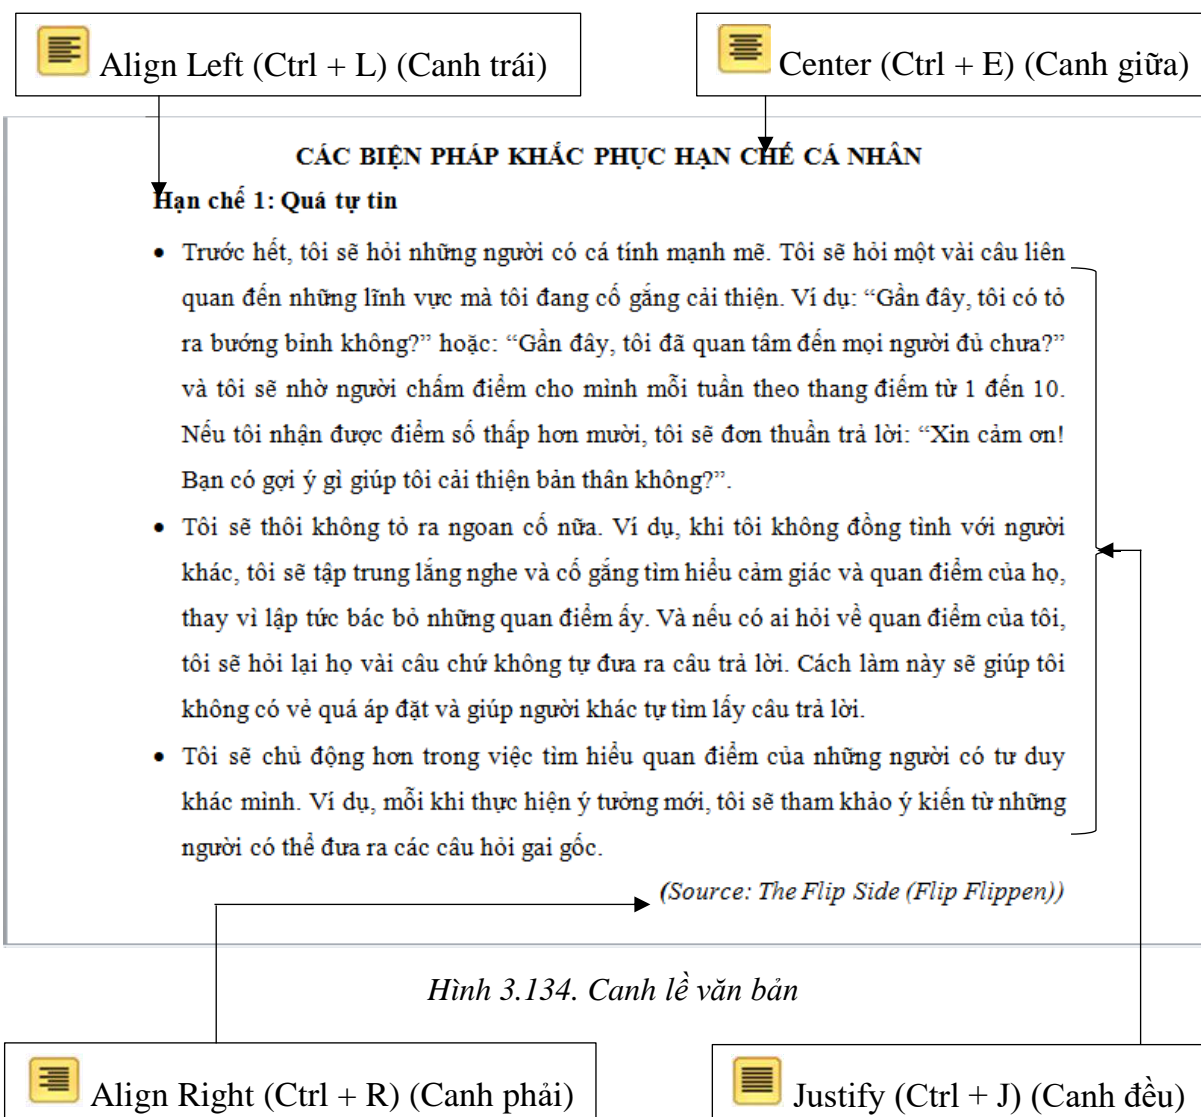 Align Left (Ctrl + L) (Canh trái)
Center (Ctrl + E) (Canh giữa)
CÁC BIỆN PHÁP KHẮC PHỤC HẠN CHẾ CÁ NHÂN
Hạn chế 1: Quá tự tin
• Trước hết, tôi sẽ hỏi những người có cá tính mạnh mẽ. Tôi sẽ hỏi một vài câu liên
quan đến những lĩnh vực mà tôi đang cố gắng cải thiện. Ví dụ: “Gần đây, tôi có tỏ
ra bướng bỉnh không?” hoặc: “Gần đây, tôi đã quan tâm đến mọi người đủ chưa?”
và tôi sẽ nhờ người chấm điểm cho mình mỗi tuần theo thang điểm từ 1 đến 10.
Nếu tôi nhận được điểm số thấp hơn mười, tôi sẽ đơn thuần trả lời: “Xin cảm ơn!
Bạn có gợi ý gì giúp tôi cải thiện bản thân không?”.
• Tôi sẽ thôi không tỏ ra ngoan cố nữa. Ví dụ, khi tôi không đồng tình với người
khác, tôi sẽ tập trung lắng nghe và cố gắng tìm hiểu cảm giác và quan điểm của họ,
thay vì lập tức bác bỏ những quan điểm ấy. Và nếu có ai hỏi về quan điểm của tôi,
tôi sẽ hỏi lại họ vài câu chứ không tự đưa ra câu trả lời. Cách làm này sẽ giúp tôi
không có vẻ quá áp đặt và giúp người khác tự tìm lấy câu trả lời.
• Tôi sẽ chủ động hơn trong việc tìm hiểu quan điểm của những người có tư duy
khác mình. Ví dụ, mỗi khi thực hiện ý tưởng mới, tôi sẽ tham khảo ý kiến từ những
người có thể đưa ra các câu hỏi gai gốc.
(Source: The Flip Side (Flip Flippen))
Hình 3.134. Canh lề văn bản
Align Right (Ctrl + R) (Canh phải)
Justify (Ctrl + J) (Canh đều)